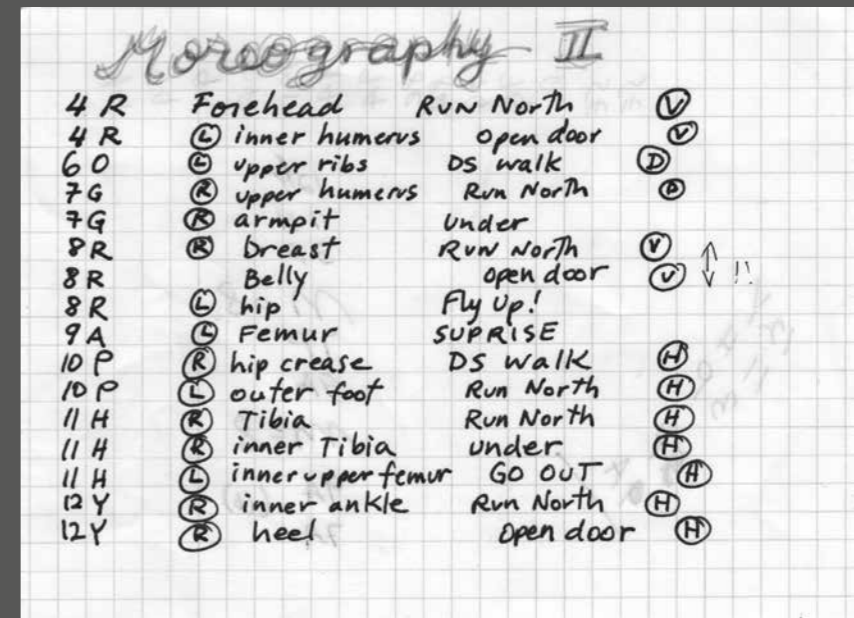 Moreography II
4 R Forehead RUN North Ⓥ
4 R Ⓛ inner humerus open door Ⓥ
6 O Ⓛ upper ribs DS walk Ⓓ
7 G Ⓡ upper humerus Run North Ⓓ
7 G Ⓡ armpit under
8 R Ⓡ breast RUN North Ⓥ
8 R Belly open door Ⓥ ↕ !!
8 R Ⓛ hip Fly Up!
9 A Ⓛ Femur SUPRISE
10 P Ⓡ hip crease DS walk Ⓗ
10 P Ⓛ outer foot Run North Ⓗ
11 H Ⓡ Tibia Run North Ⓗ
11 H Ⓡ inner Tibia under Ⓗ
11 H Ⓛ inner upper femur GO OUT Ⓗ
12 Y Ⓡ inner ankle Run North Ⓗ
12 Y Ⓡ heel open door Ⓗ